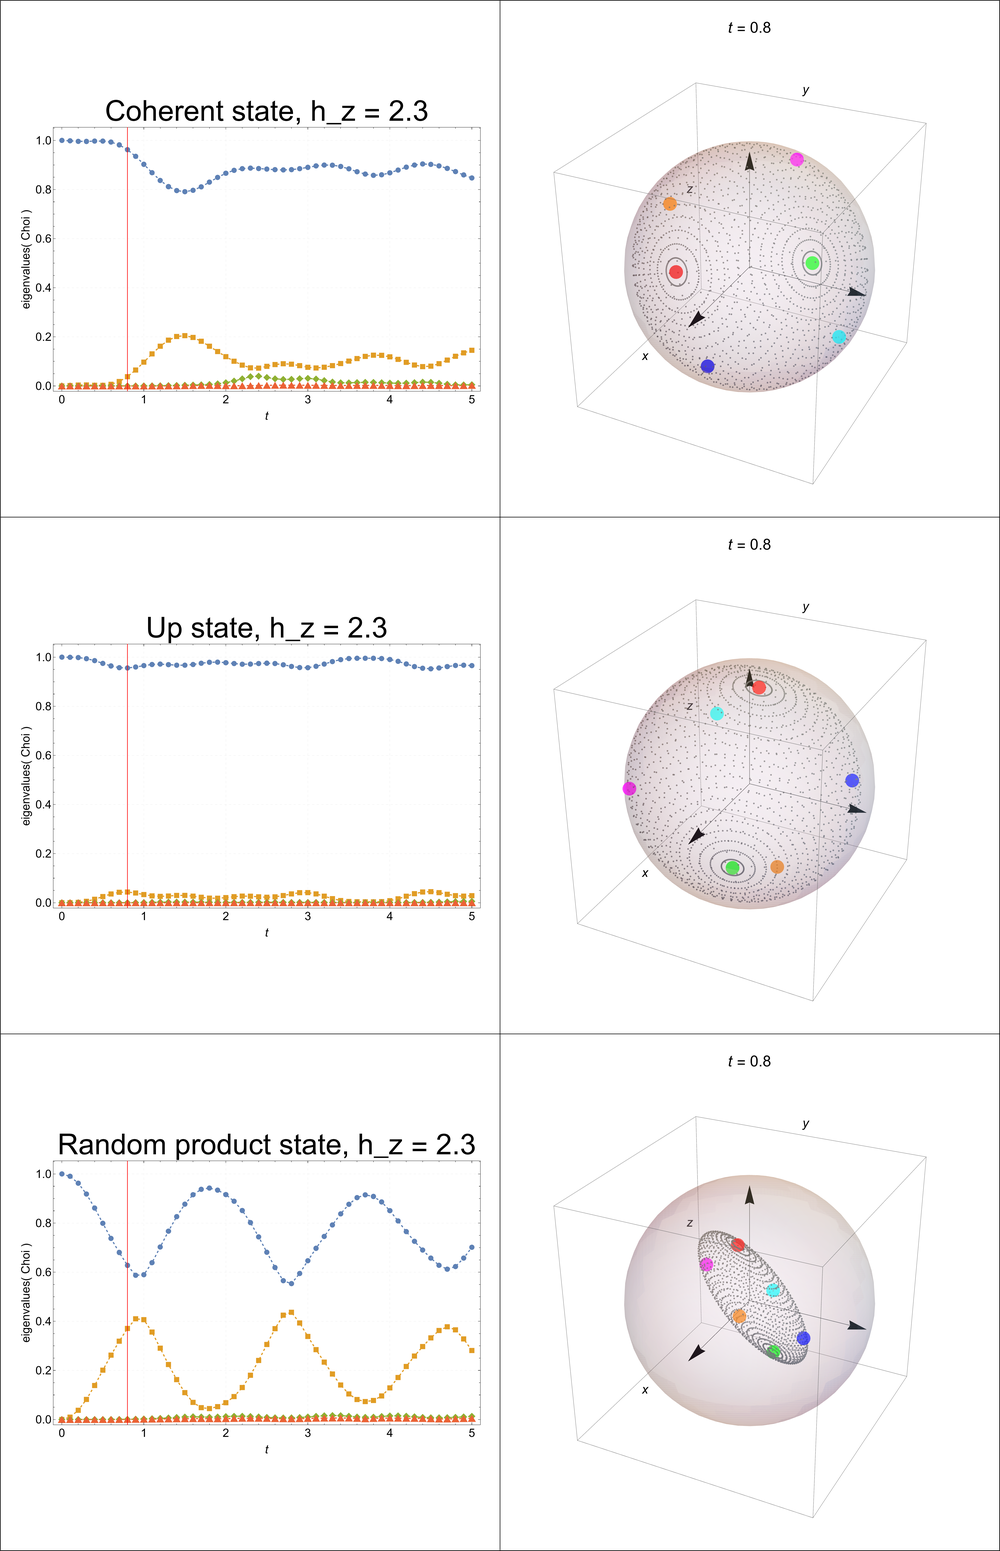 Coherent state, h_z = 2.3
eigenvalues( Choi )
1.0
0.8
0.6
0.4
0.2
0.0
0 1 2 3 4 5
t
t = 0.8
y
z
x
Up state, h_z = 2.3
eigenvalues( Choi )
1.0
0.8
0.6
0.4
0.2
0.0
0 1 2 3 4 5
t
t = 0.8
y
z
x
Random product state, h_z = 2.3
eigenvalues( Choi )
1.0
0.8
0.6
0.4
0.2
0.0
0 1 2 3 4 5
t
t = 0.8
y
z
x